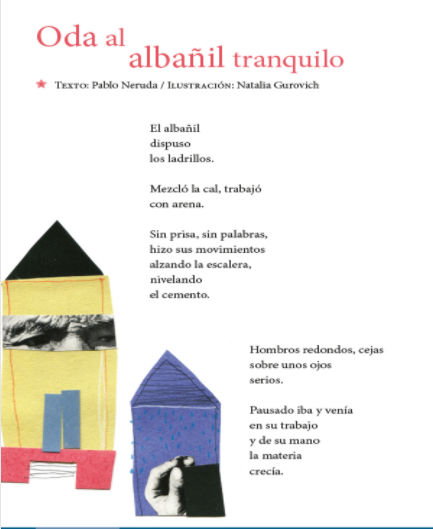 Oda al
albañil tranquilo
★ Texto: Pablo Neruda / Ilustración: Natalia Gurovich
El albañil
dispuso
los ladrillos.
Mezcló la cal, trabajó
con arena.
Sin prisa, sin palabras,
hizo sus movimientos
alzando la escalera,
nivelando
el cemento.
Hombros redondos, cejas
sobre unos ojos
serios.
Pausado iba y venía
en su trabajo
y de su mano
la materia
crecía.